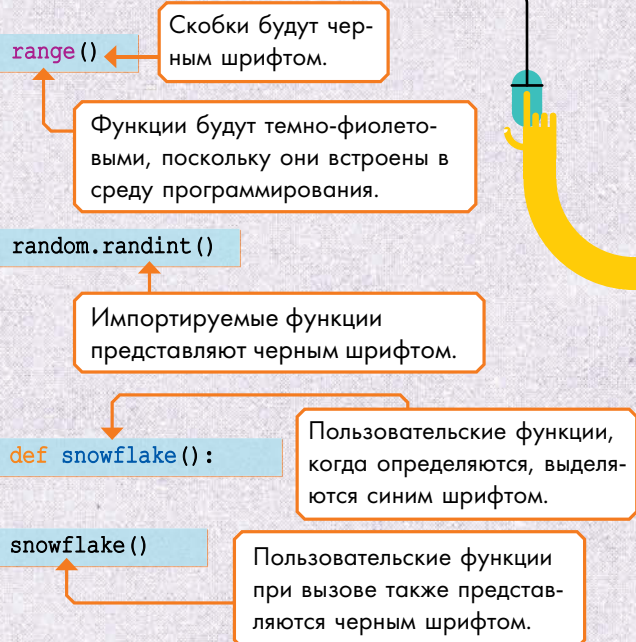 Скобки будут чер-
ным шрифтом.
range()
Функции будут темно-фиолето-
выми, поскольку они встроены в
среду программирования.
random.randint()
Импортируемые функции
представляют черным шрифтом.
def snowflake():
Пользовательские функции,
когда определяются, выделя-
ются синим шрифтом.
snowflake()
Пользовательские функции
при вызове также представ-
ляются черным шрифтом.